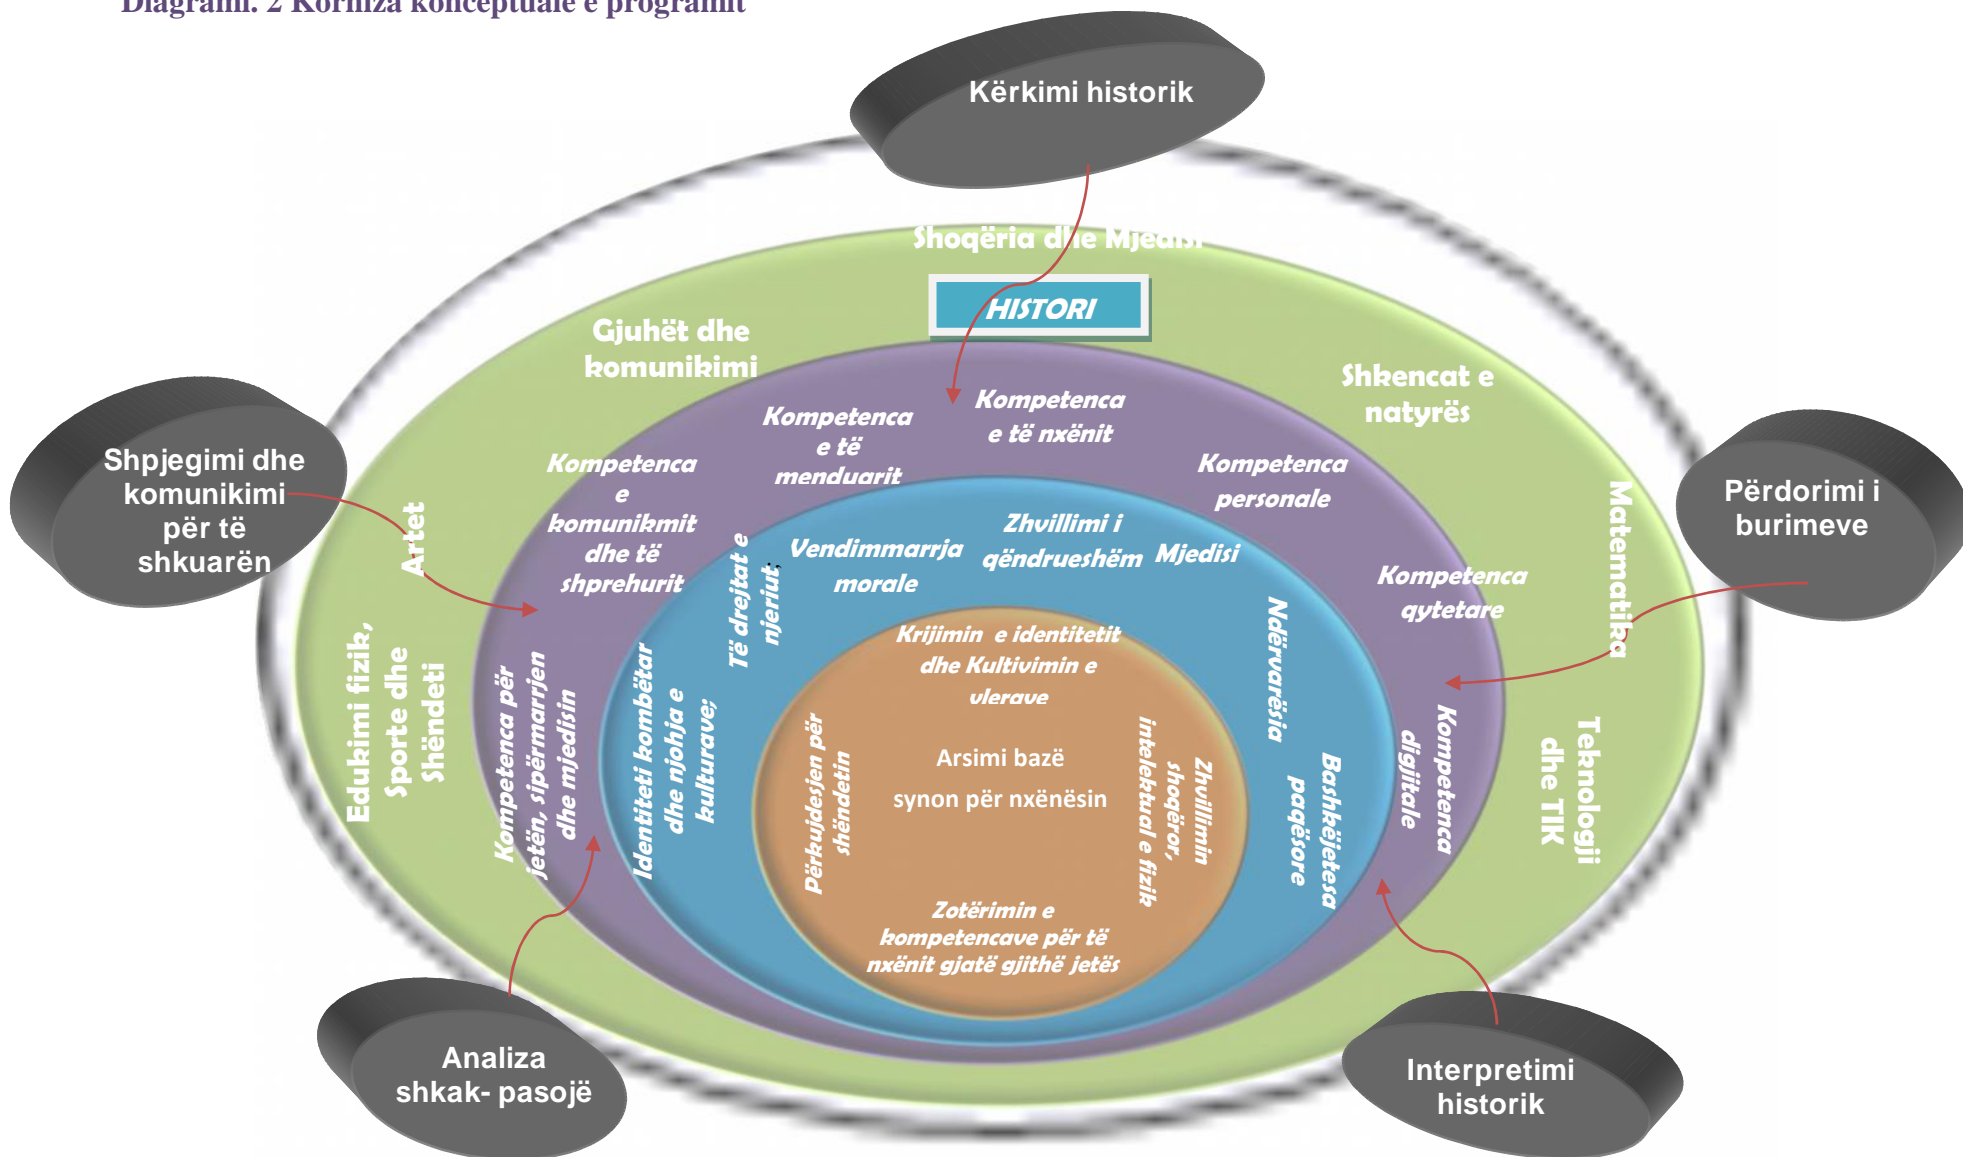 Diagrami. 2 Korniza konceptuale e programit
Kërkimi historik
Shoqëria dhe Mjedisi
HISTORI
Gjuhët dhe
komunikimi
Shkencat e
natyrës
Shpjegimi dhe
komunikimi
për të
shkuarën
Përdorimi i
burimeve
Artet
Matematika
Edukimi fizik,
Sporte dhe
Shëndeti
Teknologji
dhe TIK
Kompetenca
e
komunikmit
dhe të
shprehurit
Kompetenca
e të
menduarit
Kompetenca
e të nxënit
Kompetenca
personale
Kompetenca
qytetare
Kompetenca
digjitale
Kompetenca për
jetën, sipërmarrjen
dhe mjedisin
Identiteti kombëtar
dhe njohja e
kulturave;
Të drejtat e
njeriut;
Vendimmarrja
morale
Zhvillimi i
qëndrueshëm
Mjedisi
Ndërvarësia
Bashkëjetesa
paqësore
Krijimin e identitetit
dhe Kultivimin e
vlerave
Përkujdesjen për
shëndetin
Arsimi bazë
synon për nxënësin
Zhvillimin
shoqëror,
intelektual e fizik
Zotërimin e
kompetencave për të
nxënit gjatë gjithë jetës
Analiza
shkak- pasojë
Interpretimi
historik